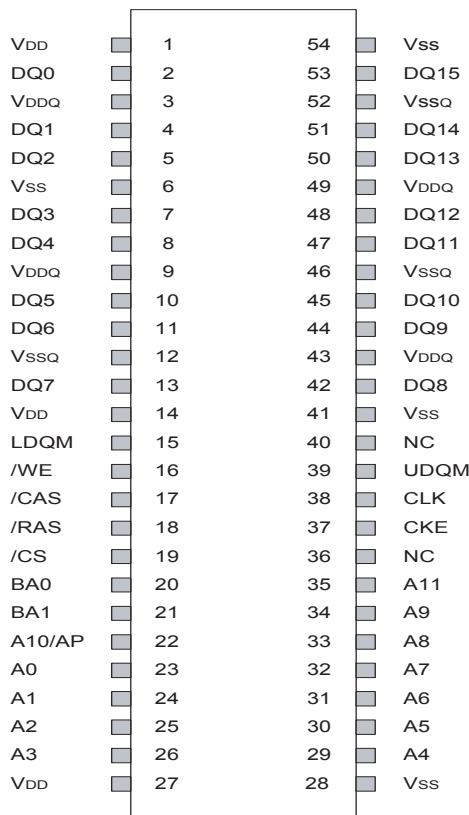 VDD 1 54 Vss
DQ0 2 53 DQ15
VDDQ 3 52 VssQ
DQ1 4 51 DQ14
DQ2 5 50 DQ13
VSS 6 49 VDDQ
DQ3 7 48 DQ12
DQ4 8 47 DQ11
VDDQ 9 46 VSSQ
DQ5 10 45 DQ10
DQ6 11 44 DQ9
VSSQ 12 43 VDDQ
DQ7 13 42 DQ8
VDD 14 41 VSS
LDQM 15 40 NC
/WE 16 39 UDQM
/CAS 17 38 CLK
/RAS 18 37 CKE
/CS 19 36 NC
BA0 20 35 A11
BA1 21 34 A9
A10/AP 22 33 A8
A0 23 32 A7
A1 24 31 A6
A2 25 30 A5
A3 26 29 A4
VDD 27 28 VSS